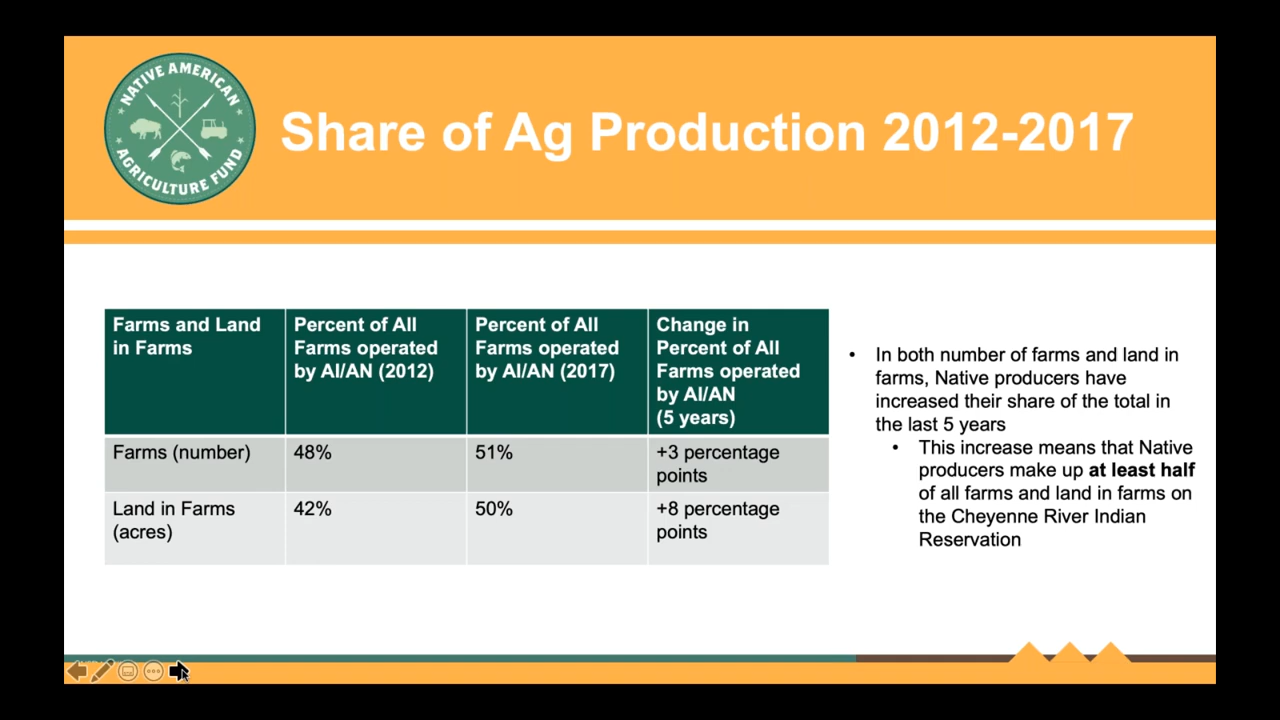 NATIVE AMERICAN
AGRICULTURE FUND
Share of Ag Production 2012-2017
Farms and Land
in Farms
Percent of All
Farms operated
by AI/AN (2012)
Percent of All
Farms operated
by AI/AN (2017)
Change in
Percent of All
Farms operated
by AI/AN
(5 years)
Farms (number)
48%
51%
+3 percentage
points
Land in Farms
(acres)
42%
50%
+8 percentage
points
• In both number of farms and land in
farms, Native producers have
increased their share of the total in
the last 5 years
• This increase means that Native
producers make up at least half
of all farms and land in farms on
the Cheyenne River Indian
Reservation